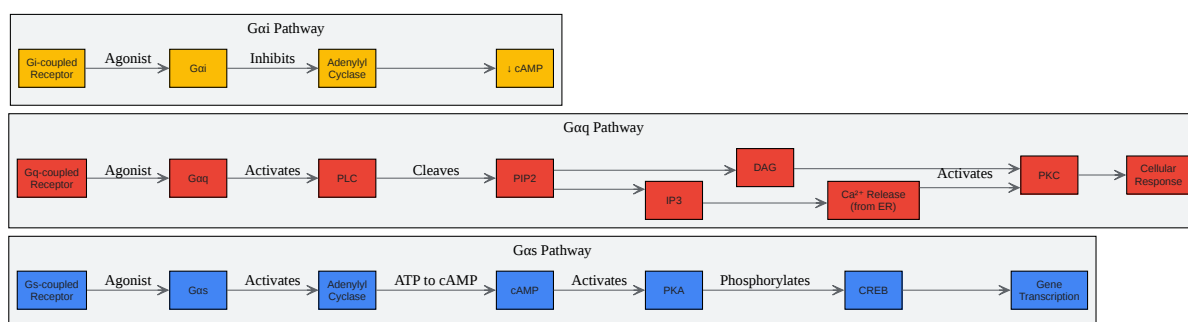 Gαi Pathway
Gi-coupled
Receptor
Agonist
Gαi
Inhibits
Adenylyl
Cyclase
↓ cAMP
Gαq Pathway
Gq-coupled
Receptor
Agonist
Gαq
Activates
PLC
Cleaves
PIP2
DAG
IP3
Ca²⁺ Release
(from ER)
Activates
PKC
Cellular
Response
Gαs Pathway
Gs-coupled
Receptor
Agonist
Gαs
Activates
Adenylyl
Cyclase
ATP to cAMP
cAMP
Activates
PKA
Phosphorylates
CREB
Gene
Transcription